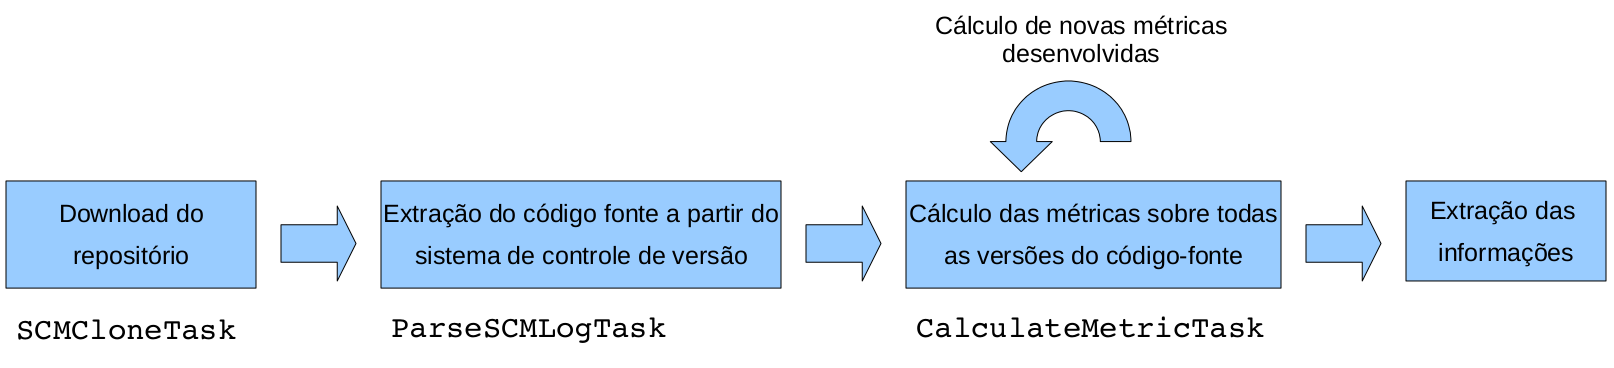 Cálculo de novas métricas
desenvolvidas
Download do
repositório
Extração do código fonte a partir do
sistema de controle de versão
Cálculo das métricas sobre todas
as versões do código-fonte
Extração das
informações
SCMCloneTask
ParseSCMLogTask
CalculateMetricTask